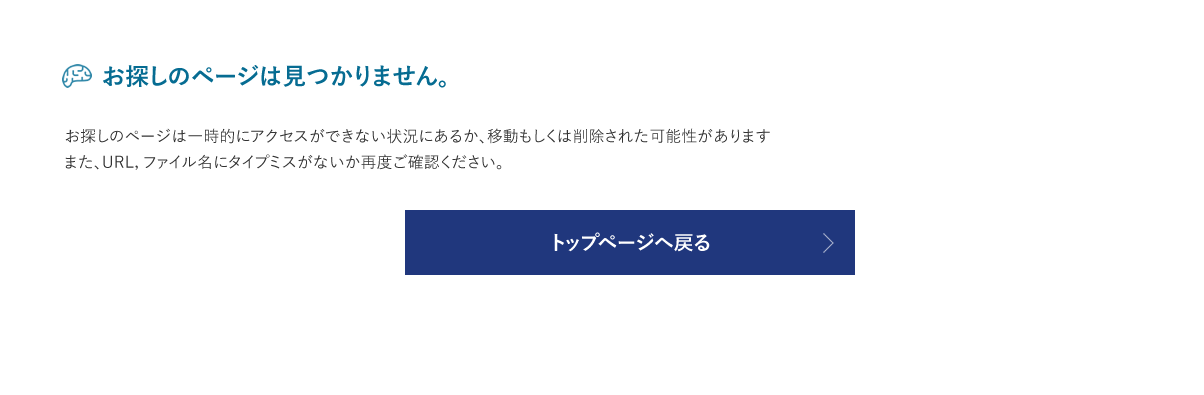 お探しのページは見つかりません。
お探しのページは一時的にアクセスができない状況にあるか、移動もしくは削除された可能性があります
また、URL, ファイル名にタイプミスがないか再度ご確認ください。
トップページへ戻る